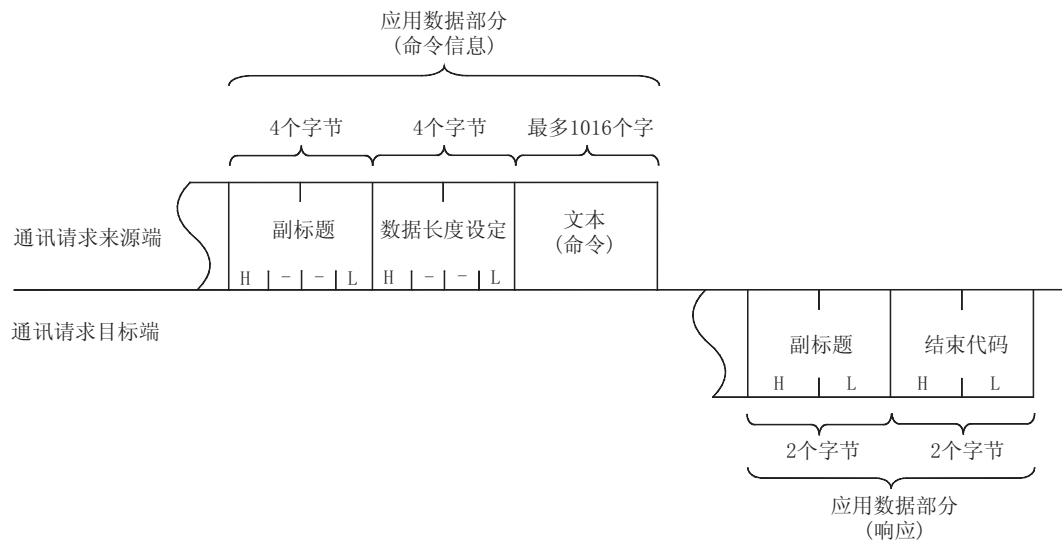 应用数据部分
(命令信息)
4个字节 4个字节 最多1016个字
通讯请求来源端
副标题 数据长度设定 文本
(命令)
H - - L H - - L
通讯请求目标端
副标题 结束代码
H L H L
2个字节 2个字节
应用数据部分
(响应)